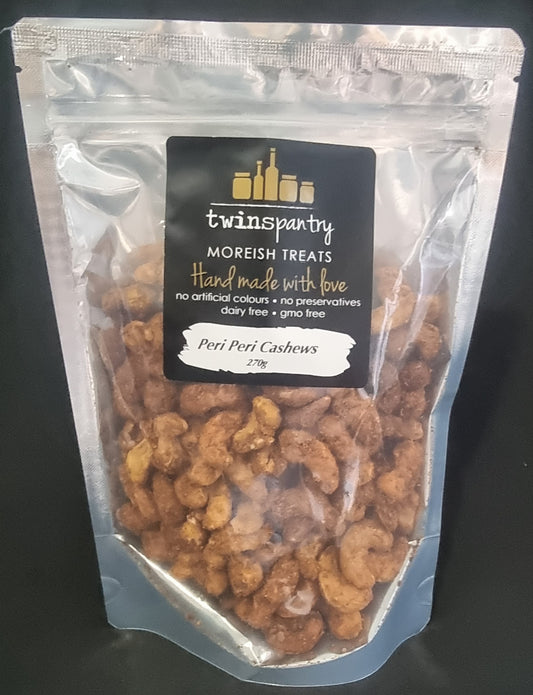 twinspantry
MOREISH TREATS
Hand made with love
no artificial colours • no preservatives
dairy free • gmo free
Peri Peri Cashews
270g